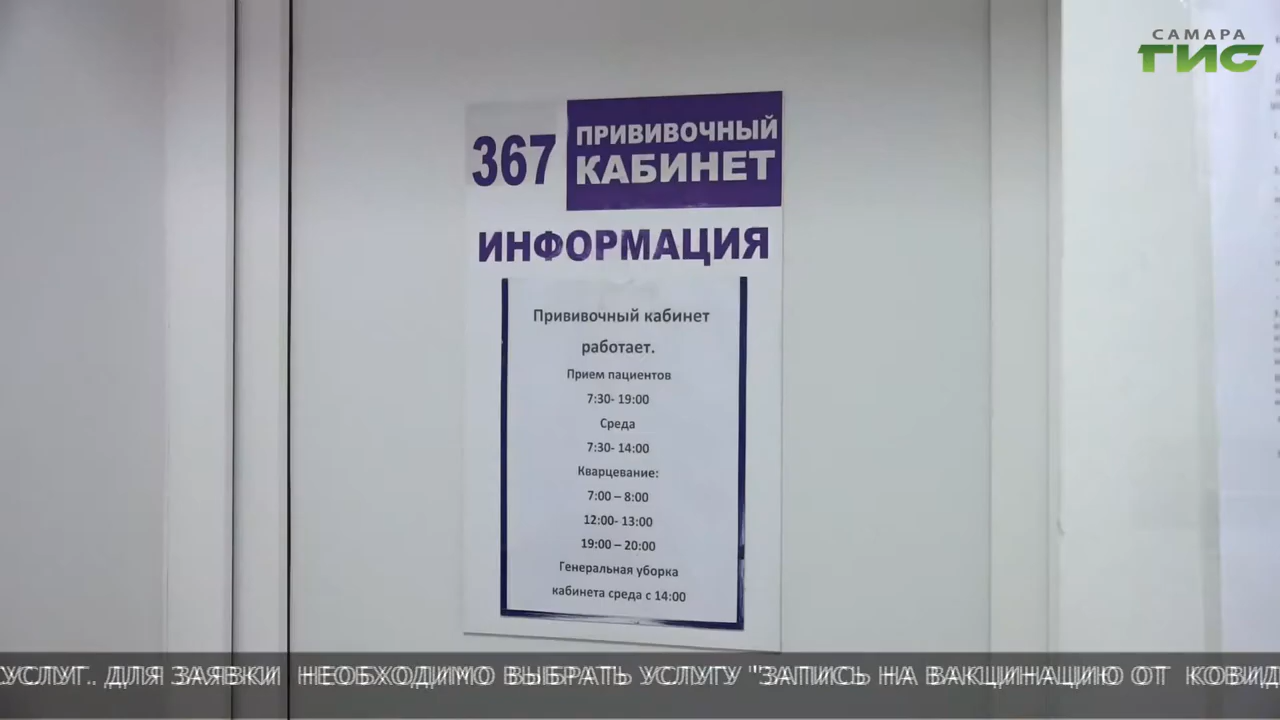 САМАРА
ГИС
367
ПРИВИВОЧНЫЙ
КАБИНЕТ
ИНФОРМАЦИЯ
Прививочный кабинет
работает.
Прием пациентов
7:30- 19:00
Среда
7:30- 14:00
Кварцевание:
7:00 – 8:00
12:00- 13:00
19:00 – 20:00
Генеральная уборка
кабинета среда с 14:00
УСЛУГ.. ДЛЯ ЗАЯВКИ НЕОБХОДИМО ВЫБРАТЬ УСЛУГУ "ЗАПИСЬ НА ВАКЦИНАЦИЮ ОТ КОВИД